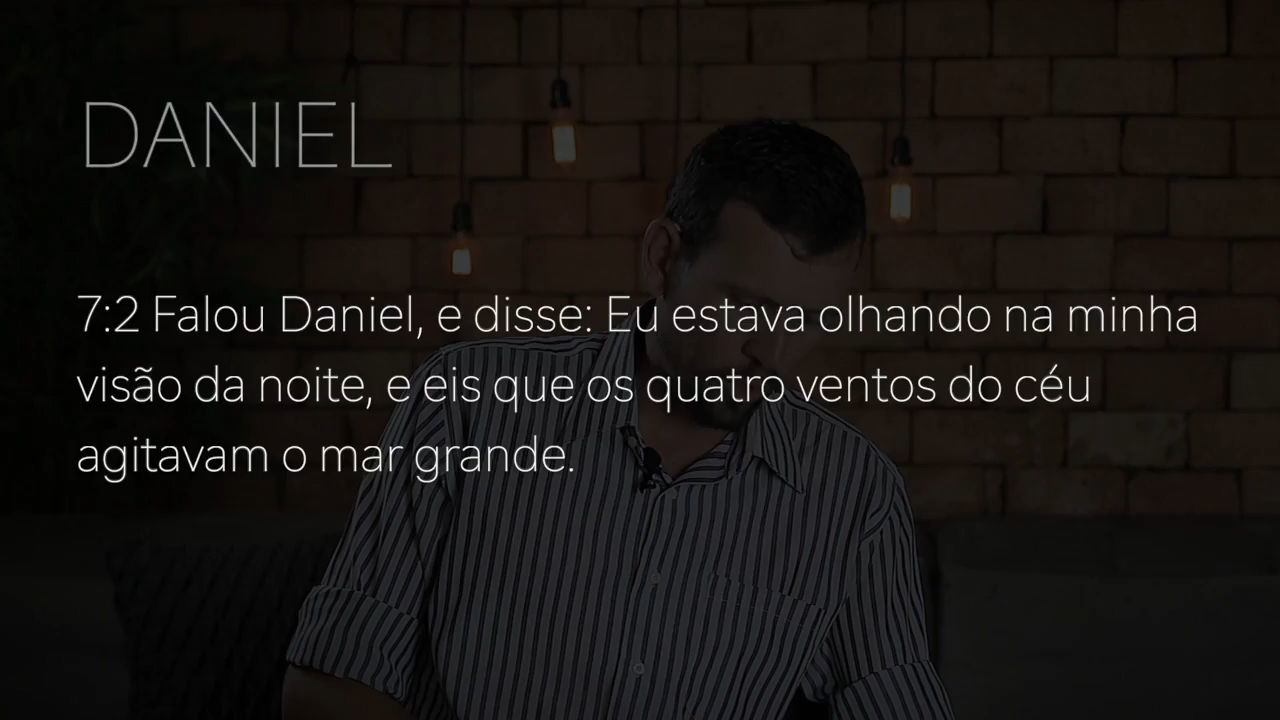 DANIEL
7:2 Falou Daniel, e disse: Eu estava olhando na minha
visão da noite, e eis que os quatro ventos do céu
agitavam o mar grande.